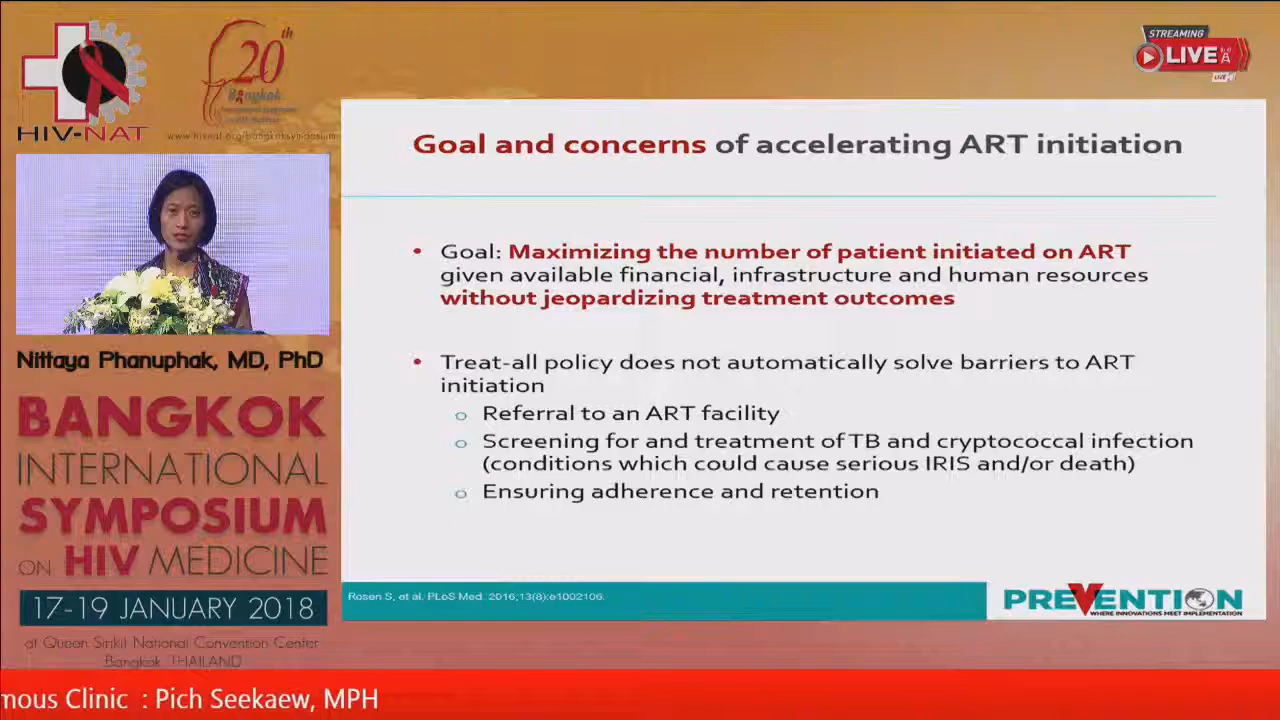 HIV-NAT
20th
Bangkok
www.hivnat.org/bangkoksymposium
STREAMING
LIVE
LIVE
Goal and concerns of accelerating ART initiation
• Goal: Maximizing the number of patient initiated on ART
given available financial, infrastructure and human resources
without jeopardizing treatment outcomes
• Treat-all policy does not automatically solve barriers to ART
initiation
o Referral to an ART facility
o Screening for and treatment of TB and cryptococcal infection
(conditions which could cause serious IRIS and/or death)
o Ensuring adherence and retention
Rosen S, et al. PLoS Med. 2016;13(8):e1002106.
PREVENTION
WHERE INNOVATIONS MEET IMPLEMENTATION
Nittaya Phanuphak, MD, PhD
BANGKOK
INTERNATIONAL
SYMPOSIUM
ON HIV MEDICINE
17-19 JANUARY 2018
at Queen Sirikit National Convention Center
Bangkok, THAILAND
mous Clinic : Pich Seekaew, MPH